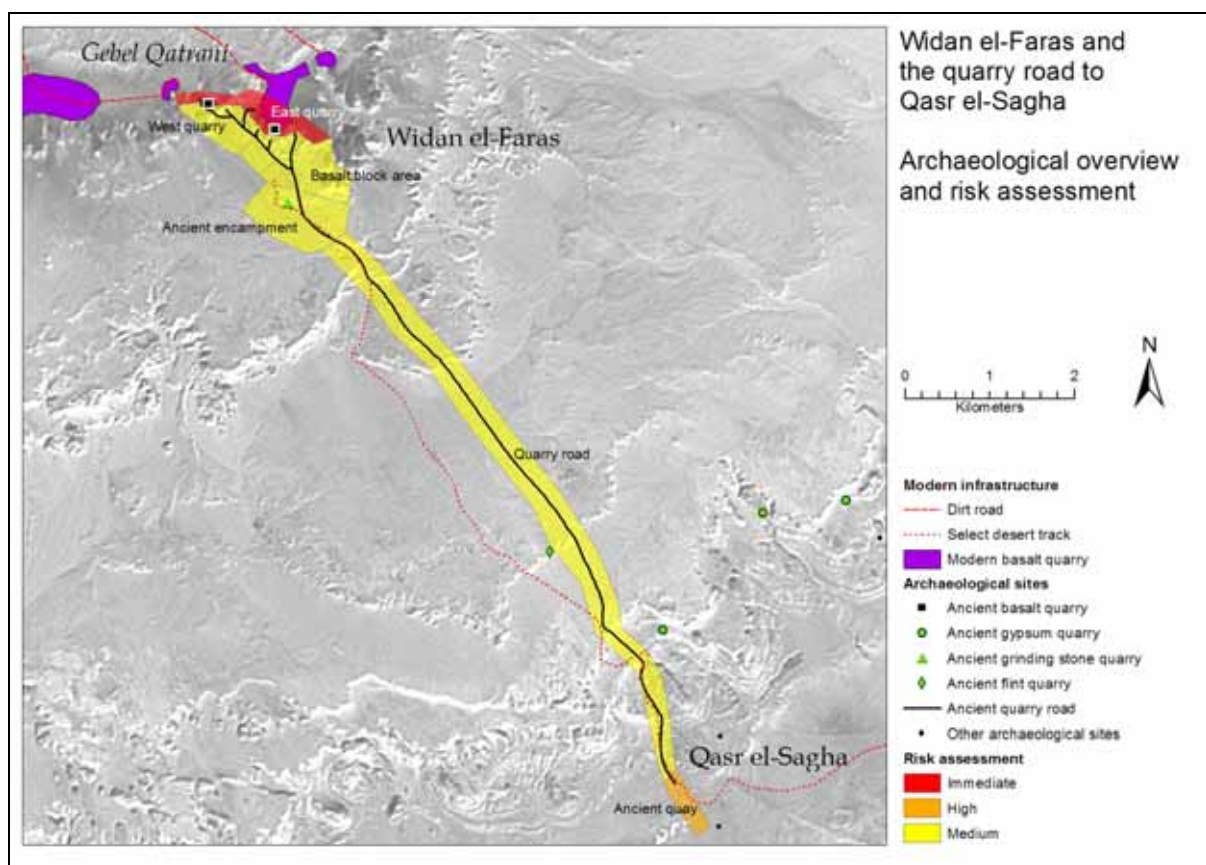 Widan el-Faras and
the quarry road to
Qasr el-Sagha
Archaeological overview
and risk assessment
Gebel Qatrani
West quarry
East quarry
Widan el-Faras
Basalt block area
Ancient encampment
Quarry road
Qasr el-Sagha
Ancient quay
N
0 1 2
Kilometers
Modern infrastructure
Dirt road
Select desert track
Modern basalt quarry
Archaeological sites
Ancient basalt quarry
Ancient gypsum quarry
Ancient grinding stone quarry
Ancient flint quarry
Ancient quarry road
Other archaeological sites
Risk assessment
Immediate
High
Medium